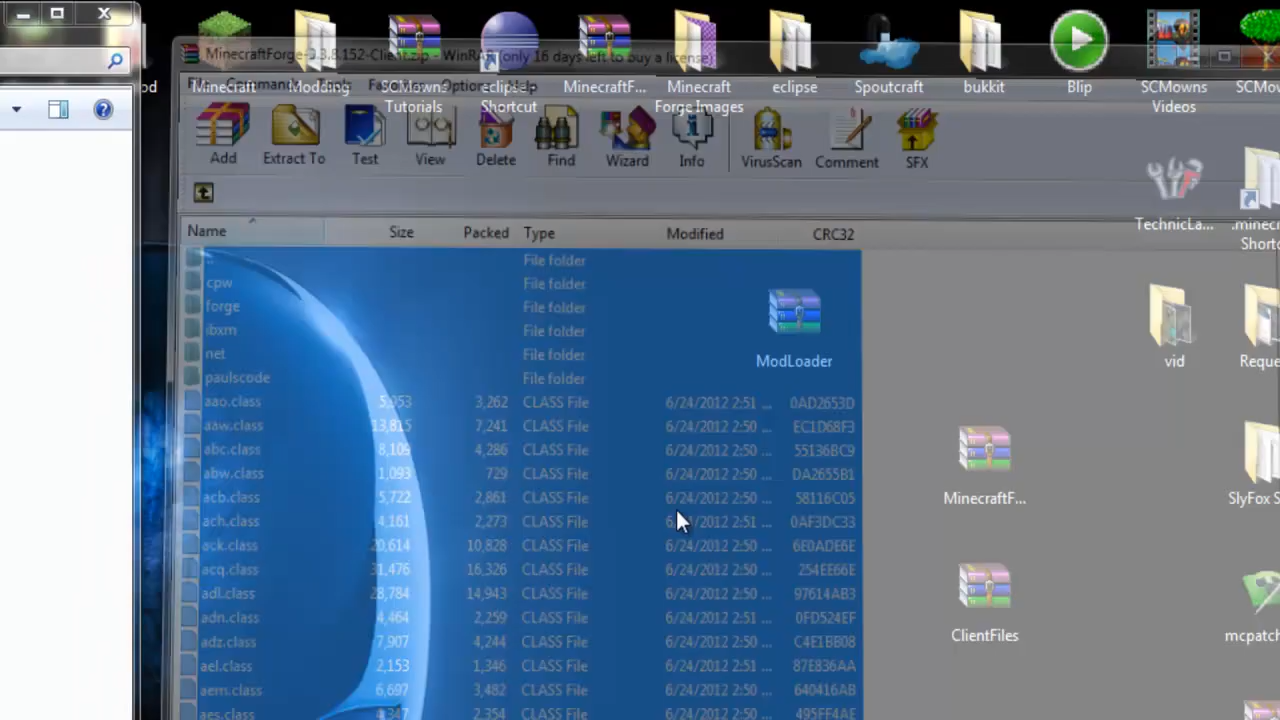 MinecraftForge-3.3.8.152-Client.zip - WinRAR (only 16 days left to buy a license)
Minecraft Modding SCMowns Tutorials eclipse Shortcut MinecraftF... Minecraft Forge Images eclipse Spoutcraft bukkit Blip SCMowns Videos
od
File Commands Tools Options Help
Add Extract To Test View Delete Find Wizard Info VirusScan Comment SFX
TechnicLa...
Name Size Packed Type Modified CRC32
.. File folder
cpw File folder
forge File folder
ibxm File folder
net File folder
paulscode File folder
ModLoader
vid
aao.class 5,953 3,262 CLASS File 6/24/2012 2:51 ... 0AD2653D
aaw.class 13,815 7,241 CLASS File 6/24/2012 2:50 ... EC1D68F3
abc.class 8,109 4,286 CLASS File 6/24/2012 2:50 ... 55136BC9
abw.class 1,093 729 CLASS File 6/24/2012 2:50 ... DA2655B1
acb.class 5,722 2,861 CLASS File 6/24/2012 2:50 ... 58116C05
MinecraftF...
SlyFox S
ach.class 4,161 2,273 CLASS File 6/24/2012 2:51 ... 0AF3DC33
ack.class 20,614 10,828 CLASS File 6/24/2012 2:50 ... 6E0ADE6E
acq.class 31,476 16,326 CLASS File 6/24/2012 2:50 ... 254EE66E
adl.class 28,784 14,943 CLASS File 6/24/2012 2:50 ... 97614AB3
adn.class 4,464 2,259 CLASS File 6/24/2012 2:50 ... 0FD524EF
adz.class 7,907 4,244 CLASS File 6/24/2012 2:50 ... C4E1BB08
ClientFiles
mcpatch
ael.class 2,153 1,346 CLASS File 6/24/2012 2:51 ... 87E836AA
aem.class 6,697 3,482 CLASS File 6/24/2012 2:50 ... 640416AB
aes.class 4,347 2,354 CLASS File 6/24/2012 2:50 ... 495FF4AE